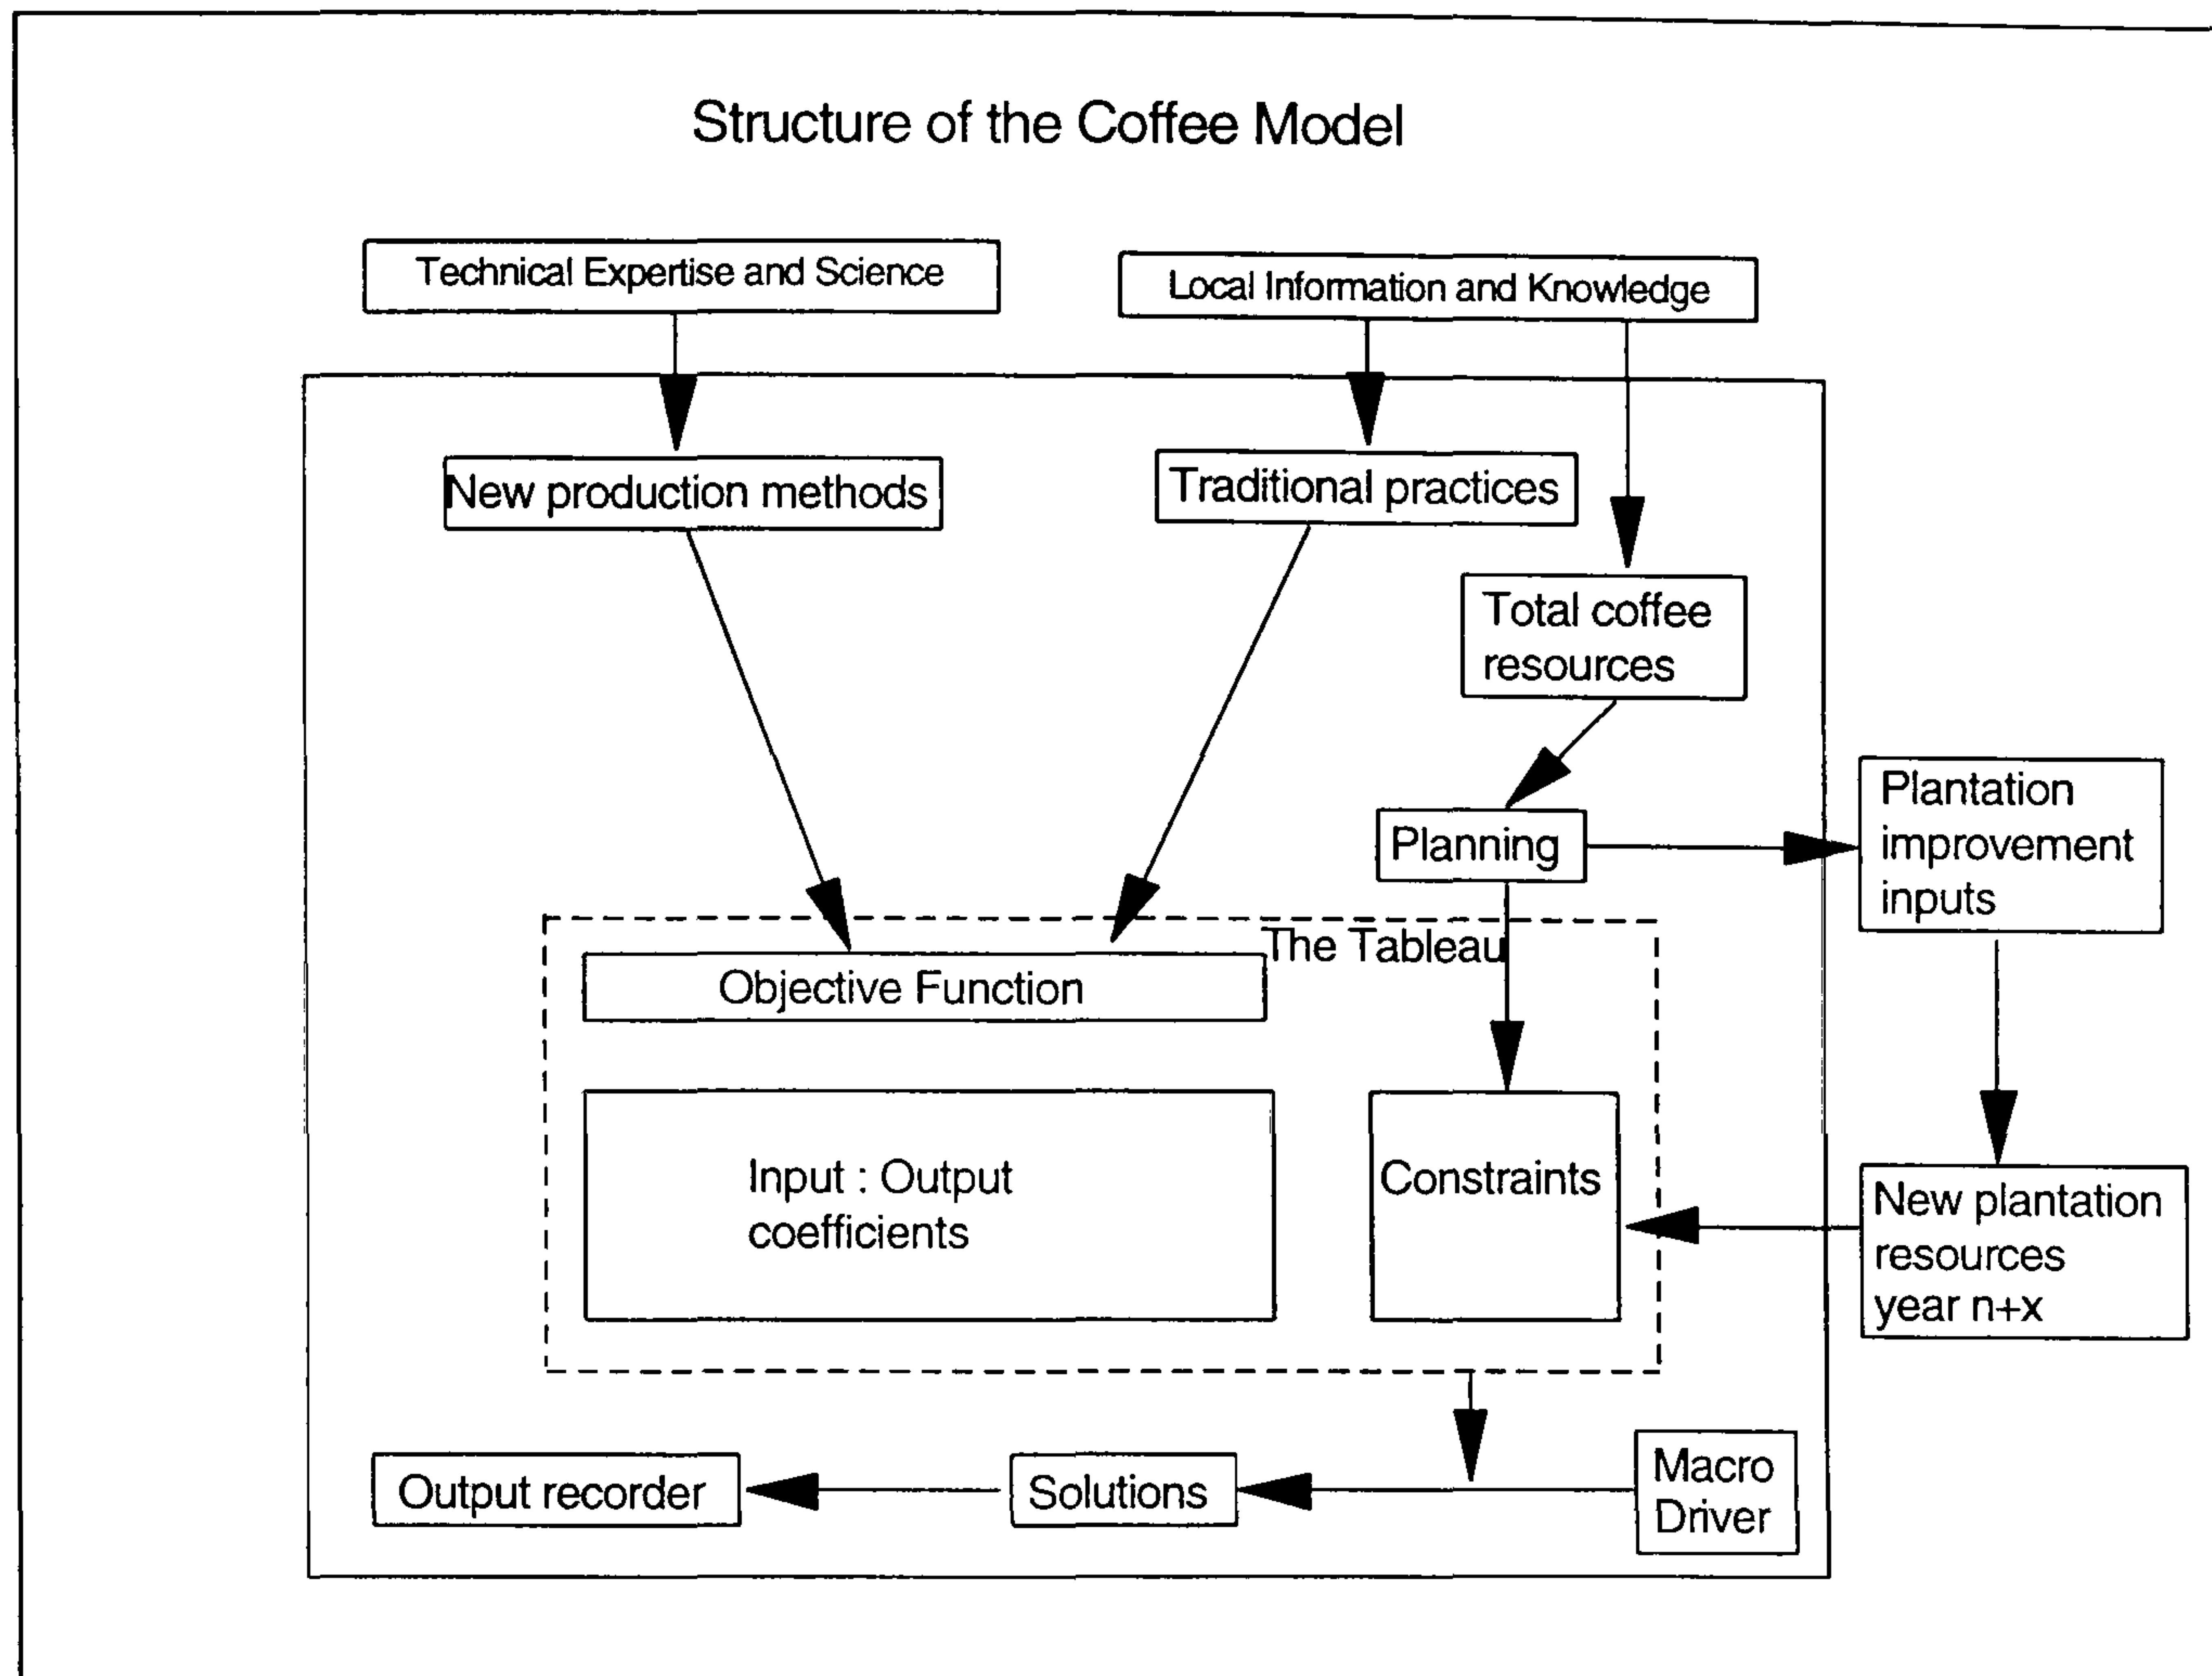 Structure of the Coffee Model
Technical Expertise and Science
Local Information and Knowledge
New production methods
Traditional practices
Total coffee
resources
Planning
Plantation
improvement
inputs
The Tableau
Objective Function
Input : Output
coefficients
Constraints
New plantation
resources
year n+x
Output recorder
Solutions
Macro
Driver